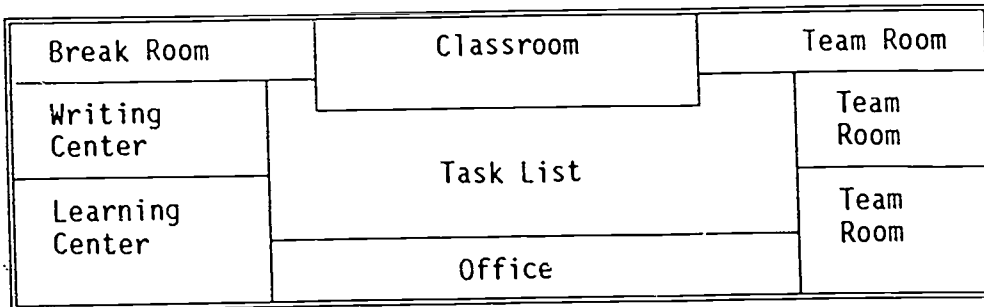 Break Room
Classroom
Team Room
Writing
Center
Team
Room
Task List
Learning
Center
Team
Room
Office